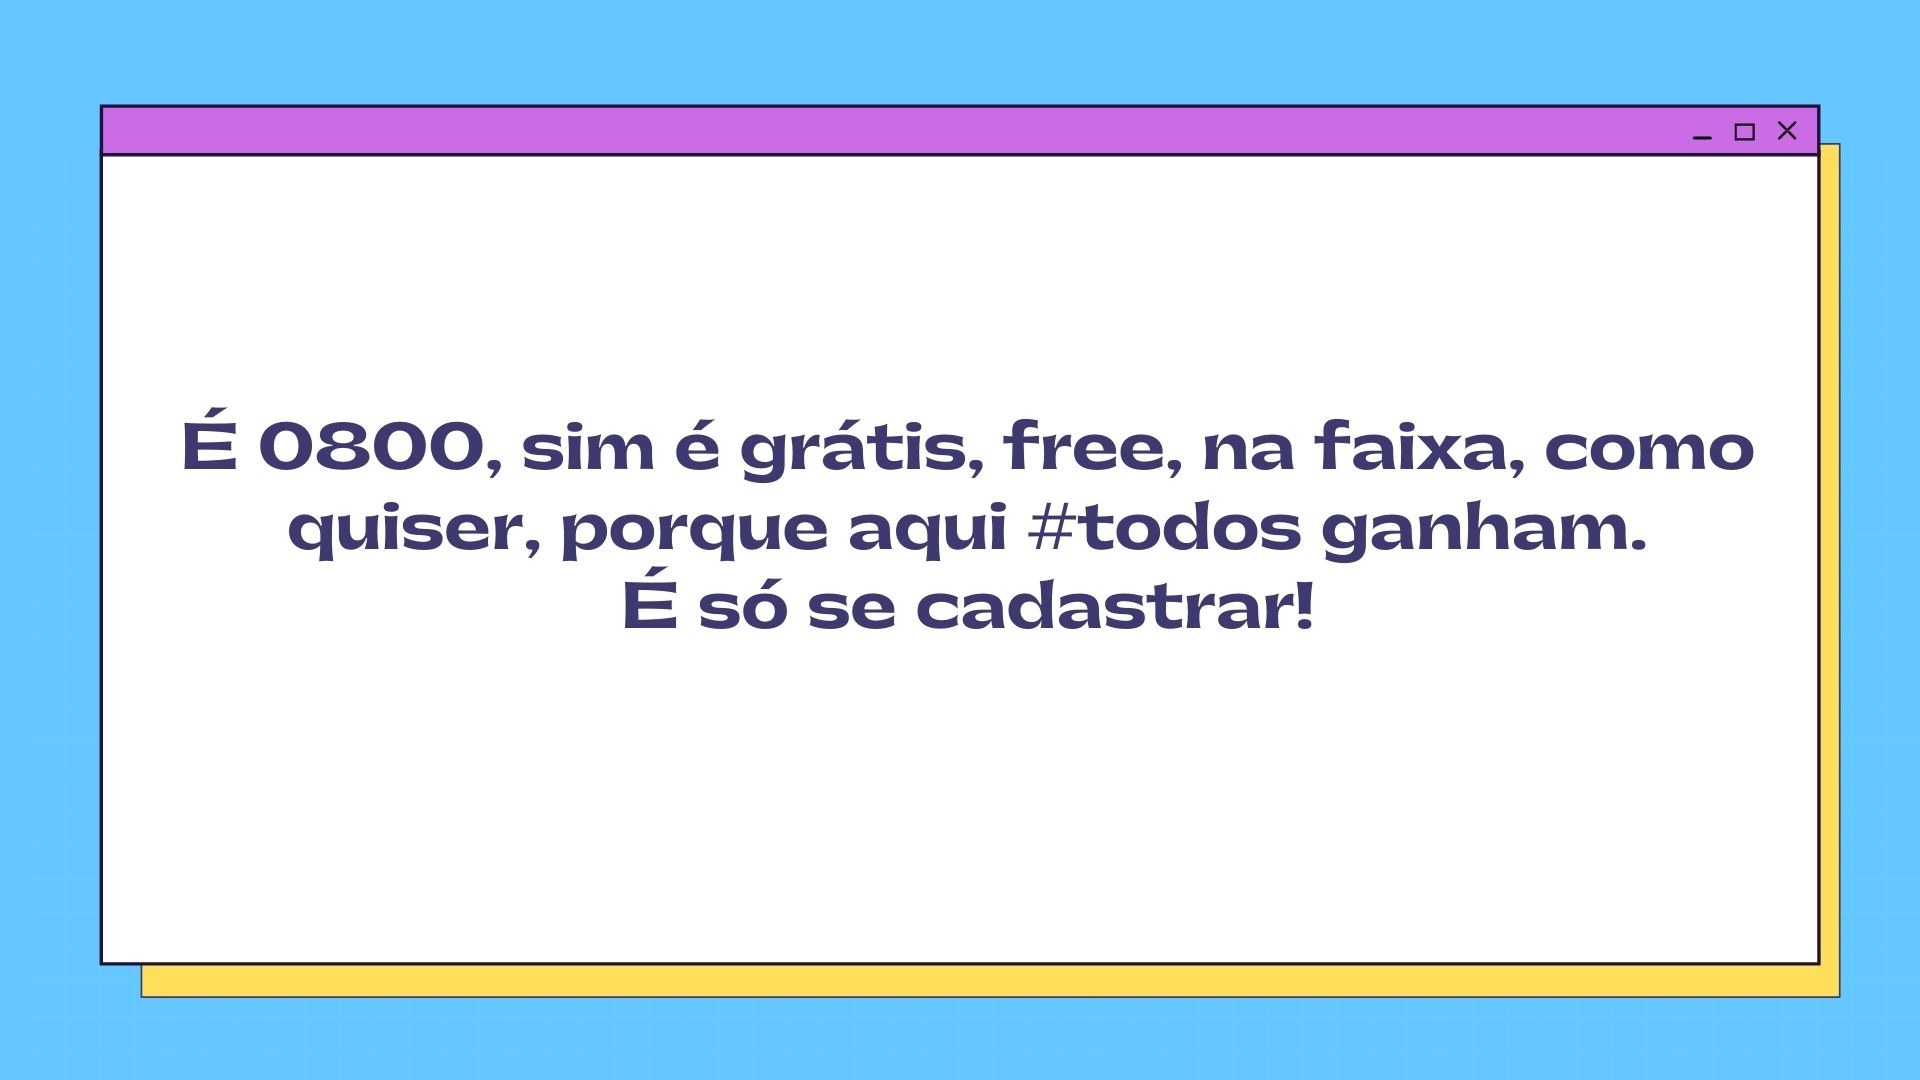 É 0800, sim é grátis, free, na faixa, como
quiser, porque aqui #todos ganham.
É só se cadastrar!